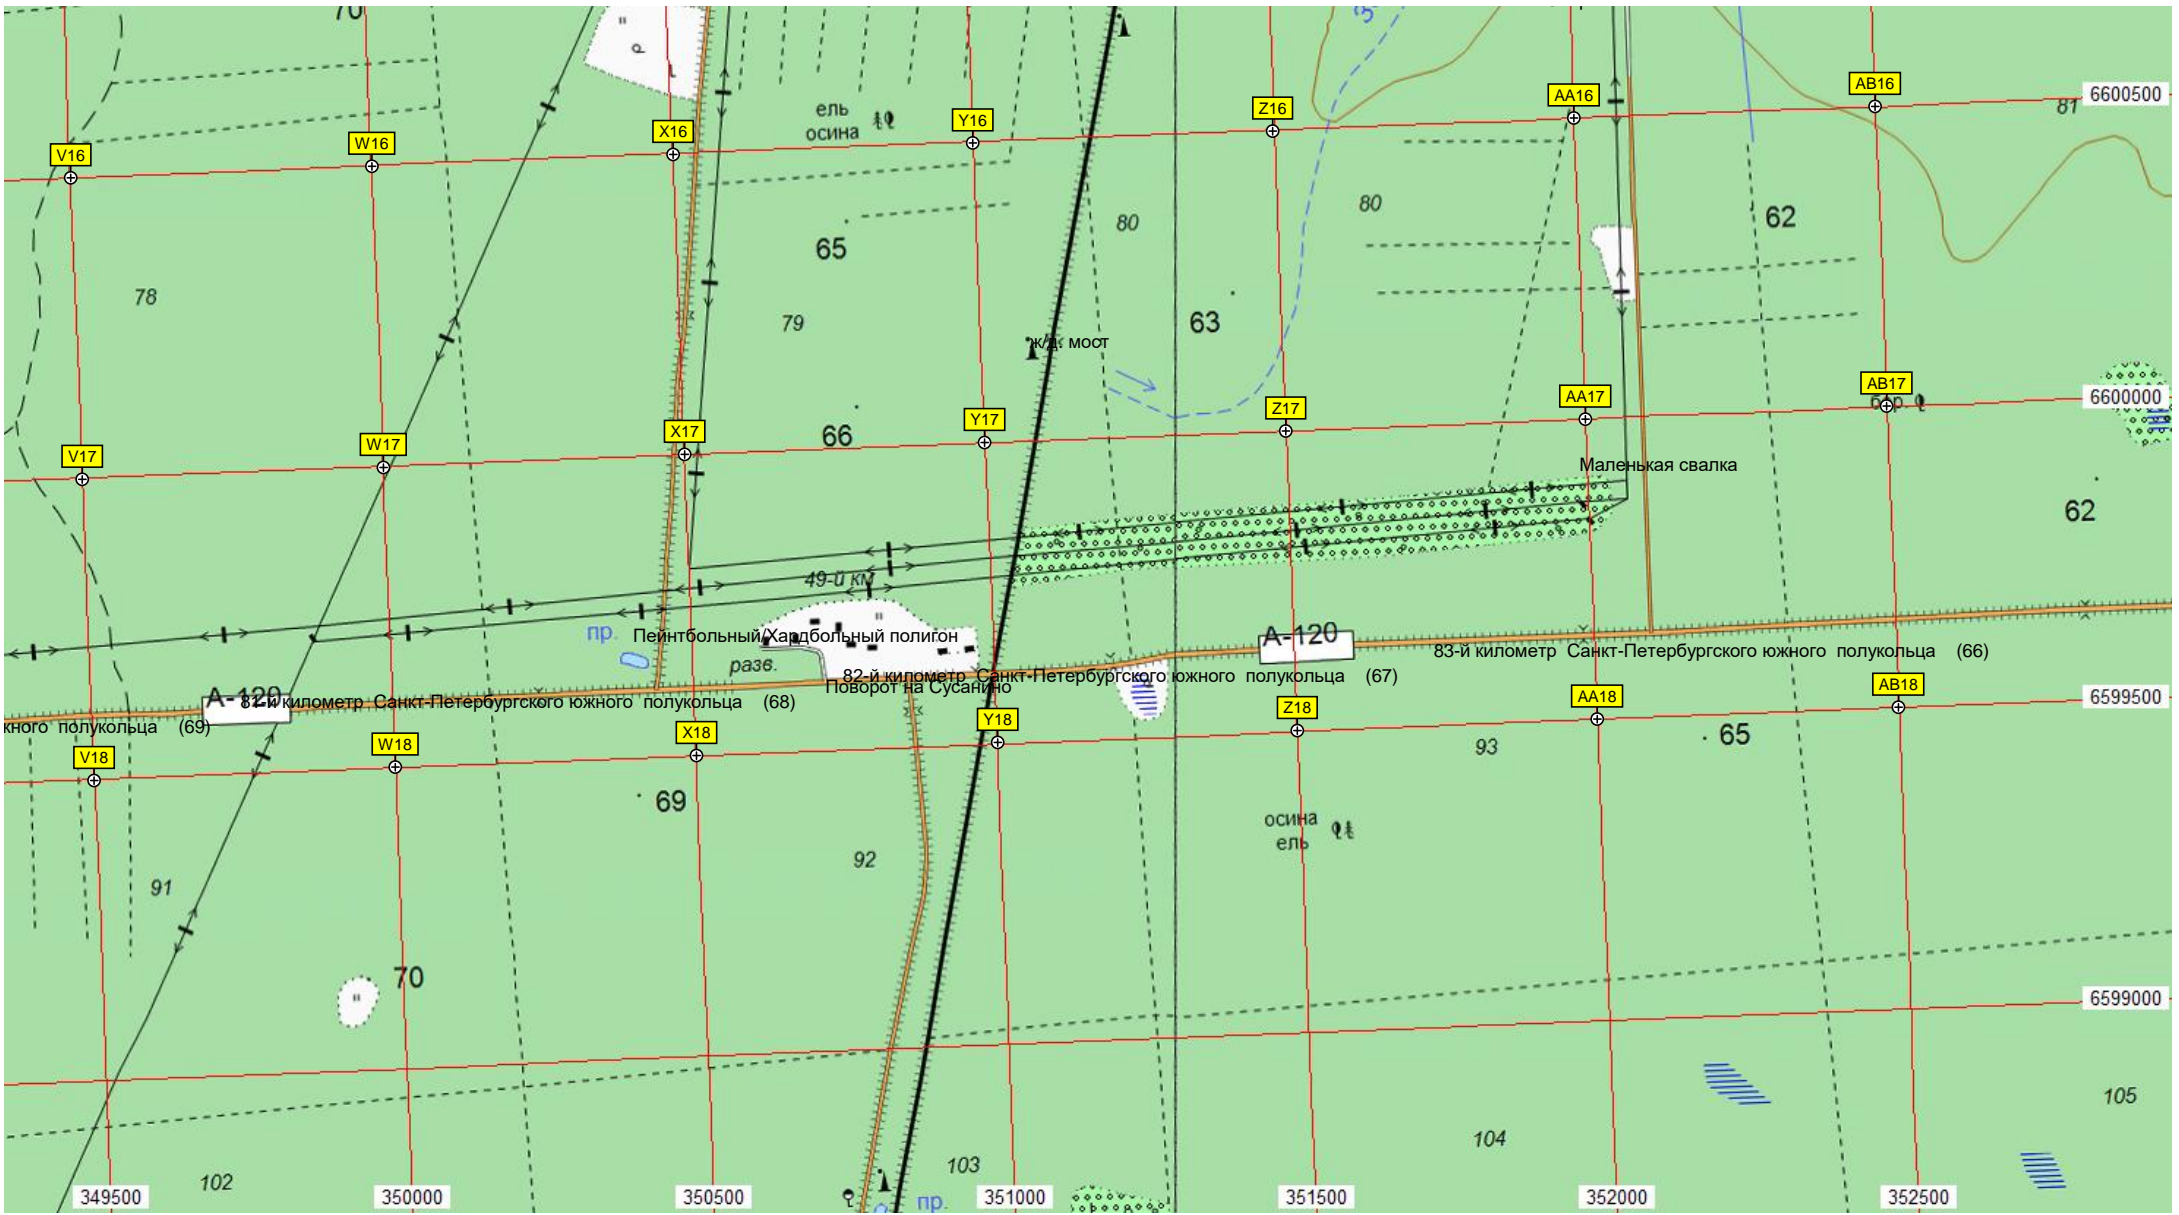 70
ель
осина
V16
W16
X16
Y16
Z16
AA16
AB16
6600500
81
80
80
62
65
78
79
63
ж/д. мост
V17
W17
X17
66
Y17
Z17
AA17
AB17
6600000
бер.
Маленькая свалка
62
49-й км
пр.
Пейнтбольный/Хардбольный полигон
разв.
А-120
83-й километр Санкт-Петербургского южного полукольца (66)
82-й километр Санкт-Петербургского южного полукольца (67)
Поворот на Сусанино
А-120
81-й километр Санкт-Петербургского южного полукольца (68)
жного полукольца (69)
V18
W18
X18
Y18
Z18
AA18
AB18
6599500
93
65
69
осина
ель
92
91
70
6599000
105
104
103
102
пр.
349500
350000
350500
351000
351500
352000
352500